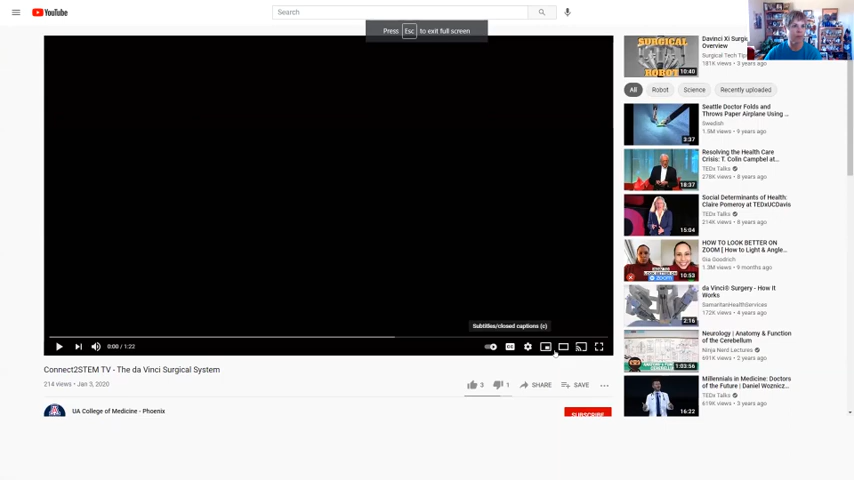 YouTube
Search
Press Esc to exit full screen
Subtitles/closed captions (c)
0:00 / 1:22
Connect2STEM TV - The da Vinci Surgical System
214 views • Jan 3, 2020
3
1
SHARE
SAVE
UA College of Medicine - Phoenix
SUBSCRIBE
SURGICAL
ROBOT
10:40
Davinci Xi
Overview
Surgical Tech
181K views • 3 years ago
All
Robot
Science
Recently uploaded
3:37
Seattle Doctor Folds and
Throws Paper Airplane Using ...
Swedish
1.5M views • 9 years ago
18:37
Resolving the Health Care
Crisis: T. Colin Campbel at...
TEDx Talks
278K views • 8 years ago
15:04
Social Determinants of Health:
Claire Pomeroy at TEDxUCDavis
TEDx Talks
214K views • 8 years ago
zoom
10:53
HOW TO LOOK BETTER ON
ZOOM [ How to Light & Angle...
Gia Goodrich
1.3M views • 9 months ago
2:16
da Vinci® Surgery - How It
Works
SamaritanHealthServices
172K views • 4 years ago
1:03:56
Neurology | Anatomy & Function
of the Cerebellum
Ninja Nerd Lectures
691K views • 2 years ago
16:22
Millennials in Medicine: Doctors
of the Future | Daniel Woznicz...
TEDx Talks
619K views • 3 years ago